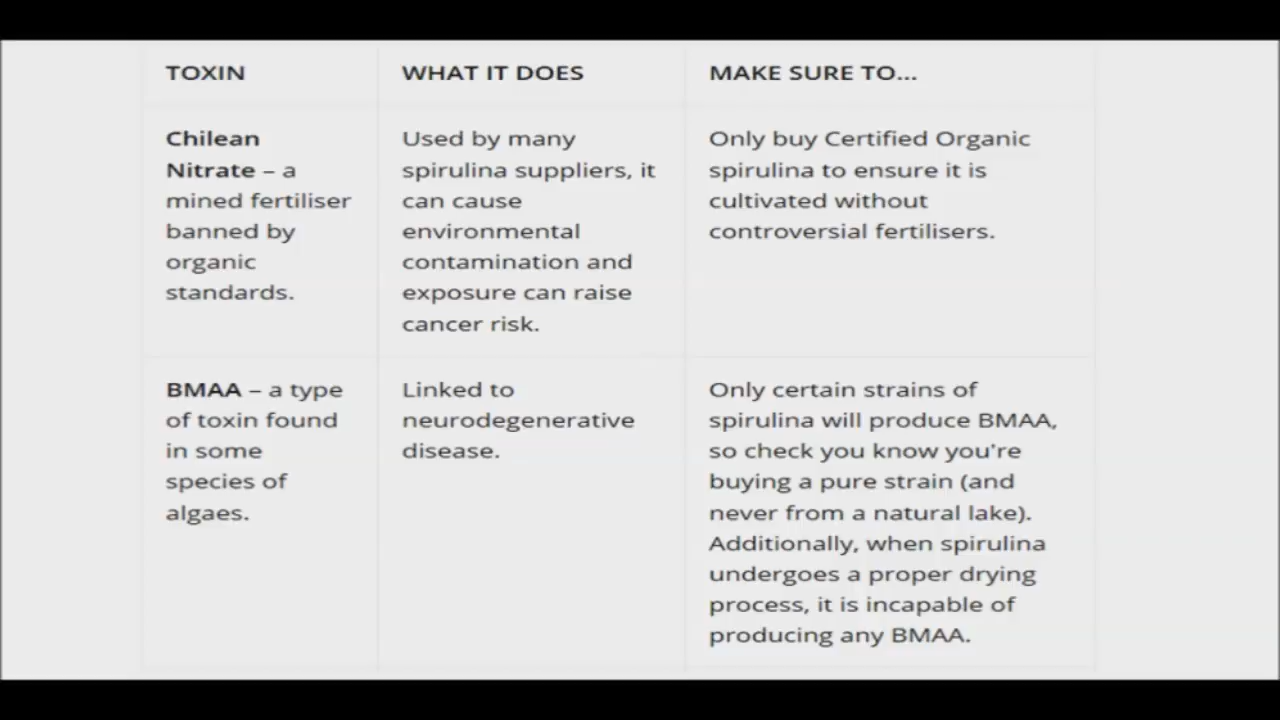 TOXIN
WHAT IT DOES
MAKE SURE TO...
Chilean
Nitrate – a
mined fertiliser
banned by
organic
standards.
Used by many
spirulina suppliers, it
can cause
environmental
contamination and
exposure can raise
cancer risk.
Only buy Certified Organic
spirulina to ensure it is
cultivated without
controversial fertilisers.
BMAA – a type
of toxin found
in some
species of
algaes.
Linked to
neurodegenerative
disease.
Only certain strains of
spirulina will produce BMAA,
so check you know you're
buying a pure strain (and
never from a natural lake).
Additionally, when spirulina
undergoes a proper drying
process, it is incapable of
producing any BMAA.